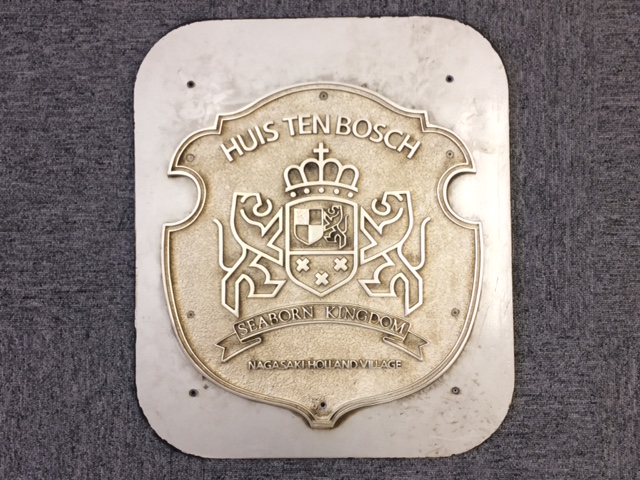 HUIS TEN BOSCH
SEABORN KINGDOM
NAGASAKI HOLLAND VILLAGE